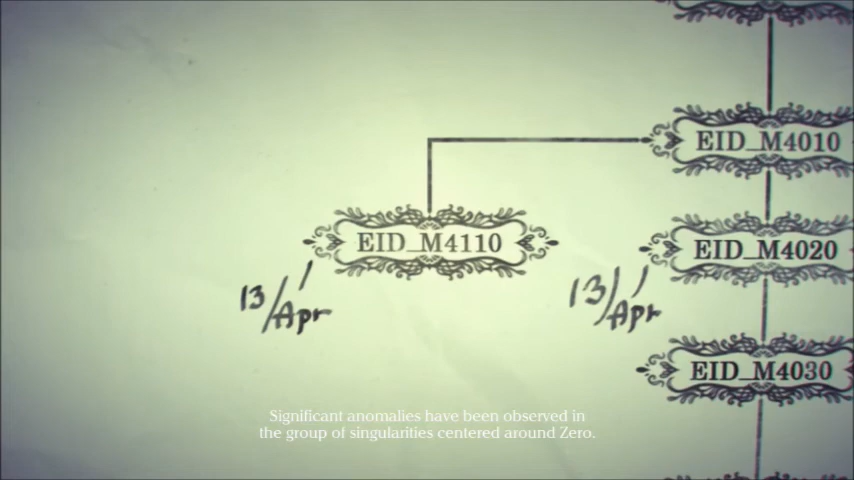 EID_M4010
EID_M4110
EID_M4020
13/Apr
13/Apr
EID_M4030
Significant anomalies have been observed in
the group of singularities centered around Zero.